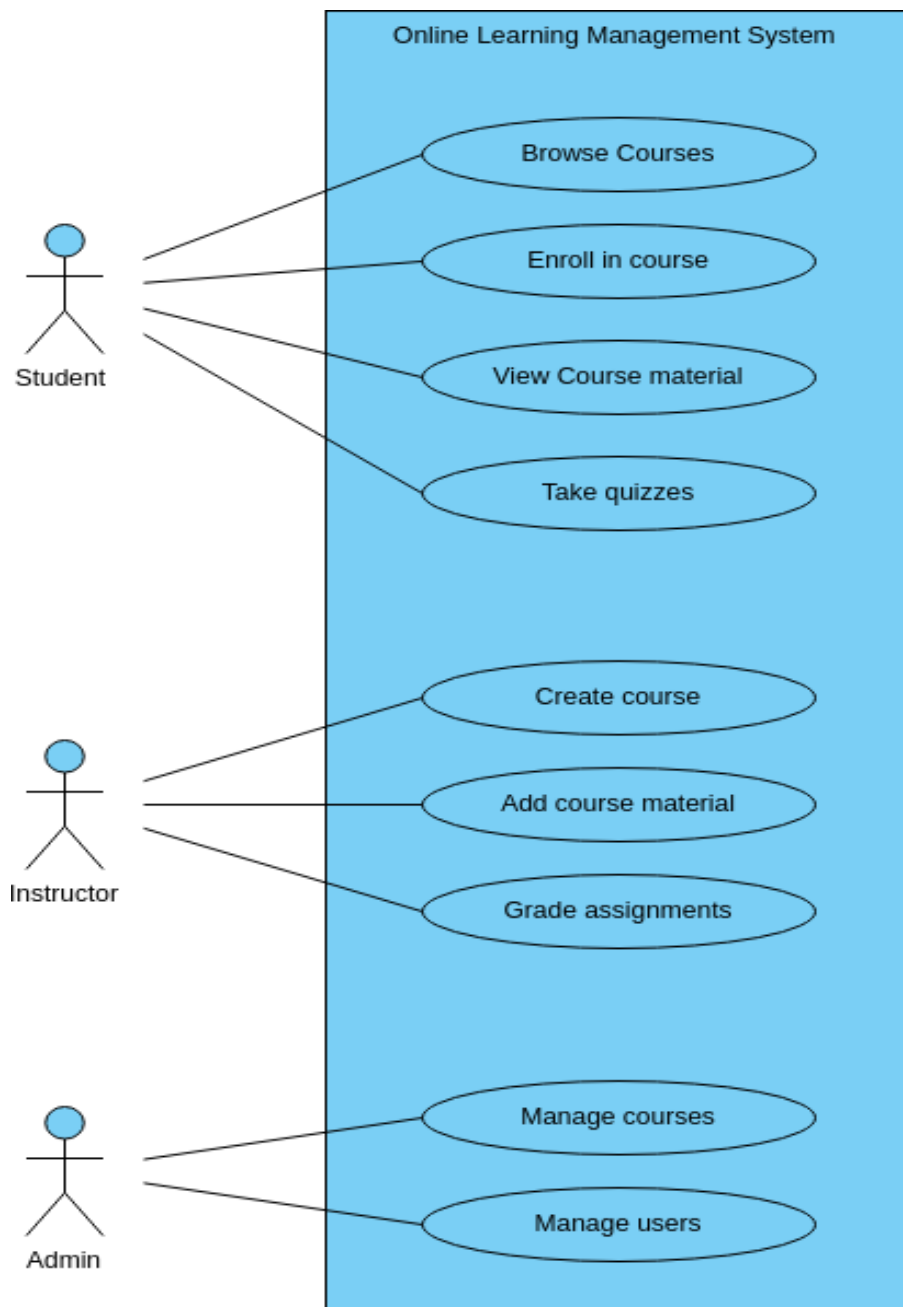 Online Learning Management System
Browse Courses
Enroll in course
View Course material
Take quizzes
Student
Create course
Add course material
Grade assignments
Instructor
Manage courses
Manage users
Admin